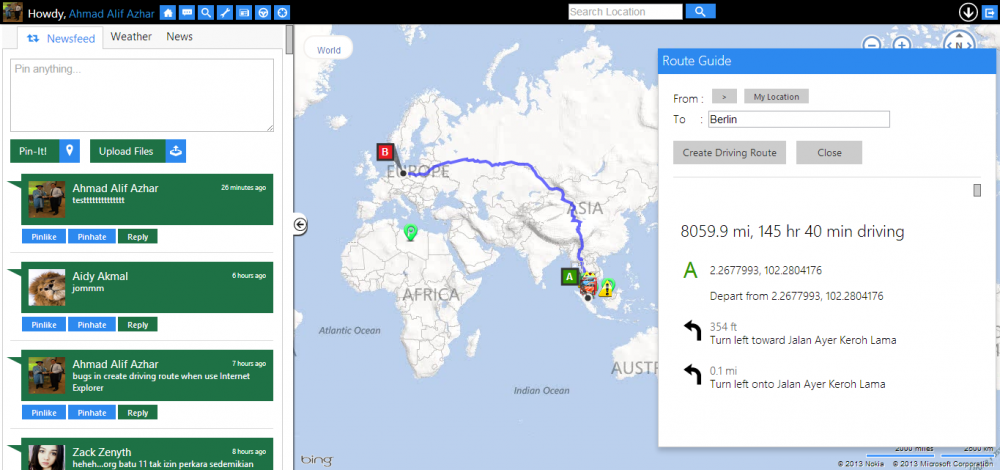 Howdy, Ahmad Alif Azhar
Search Location
Newsfeed
Weather
News
Pin anything...
Pin-It!
Upload Files
Ahmad Alif Azhar
26 minutes ago
testttttttttttttt
Pinlike
Pinhate
Reply
Aidy Akmal
6 hours ago
jommm
Pinlike
Pinhate
Reply
Ahmad Alif Azhar
7 hours ago
bugs in create driving route when use Internet
Explorer
Pinlike
Pinhate
Reply
Zack Zenyth
8 hours ago
heheh...org batu 11 tak izin perkara sedemikian
World
N
B
EUROPE
ASIA
A
AFRICA
Atlantic Ocean
AUST
Indian Ocean
bing
Route Guide
From :
>
My Location
To :
Berlin
Create Driving Route
Close
8059.9 mi, 145 hr 40 min driving
A
2.2677993, 102.2804176
Depart from 2.2677993, 102.2804176
354 ft
Turn left toward Jalan Ayer Keroh Lama
0.1 mi
Turn left onto Jalan Ayer Keroh Lama
2000 miles
2500 km
© 2013 Nokia © 2013 Microsoft Corporation